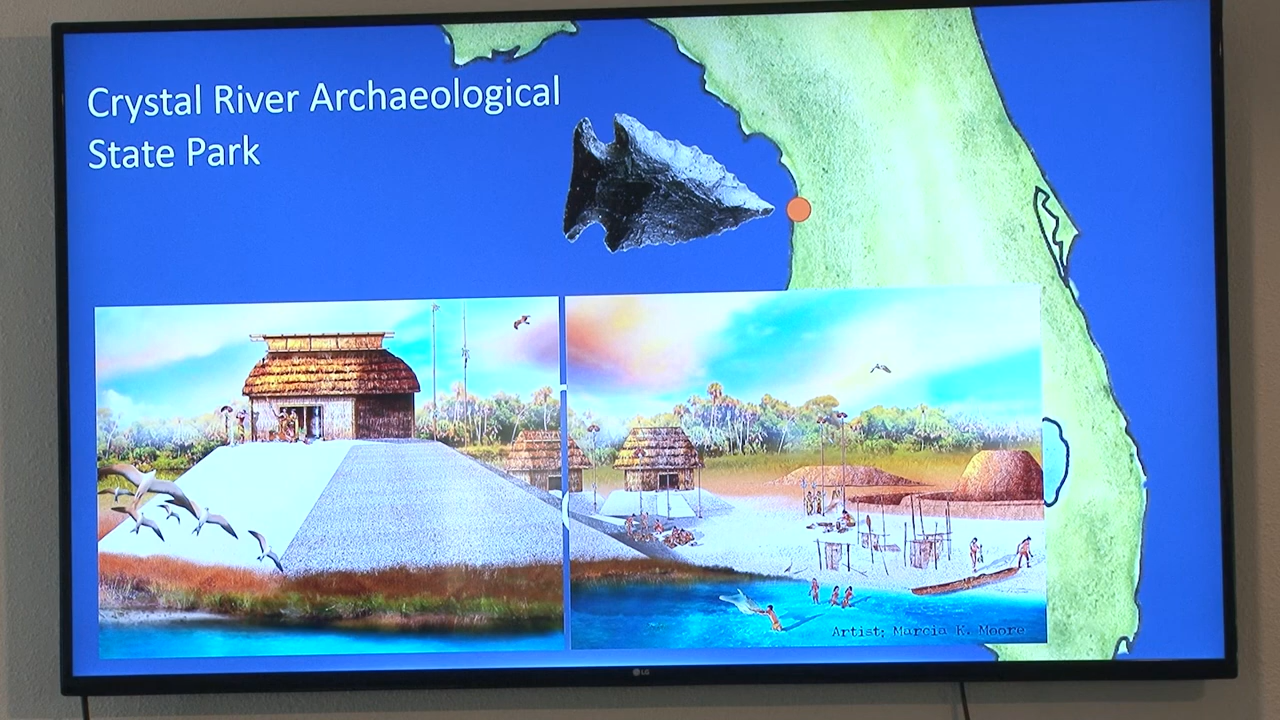 Crystal River Archaeological
State Park
Artist; Marcia K. Moore
LG